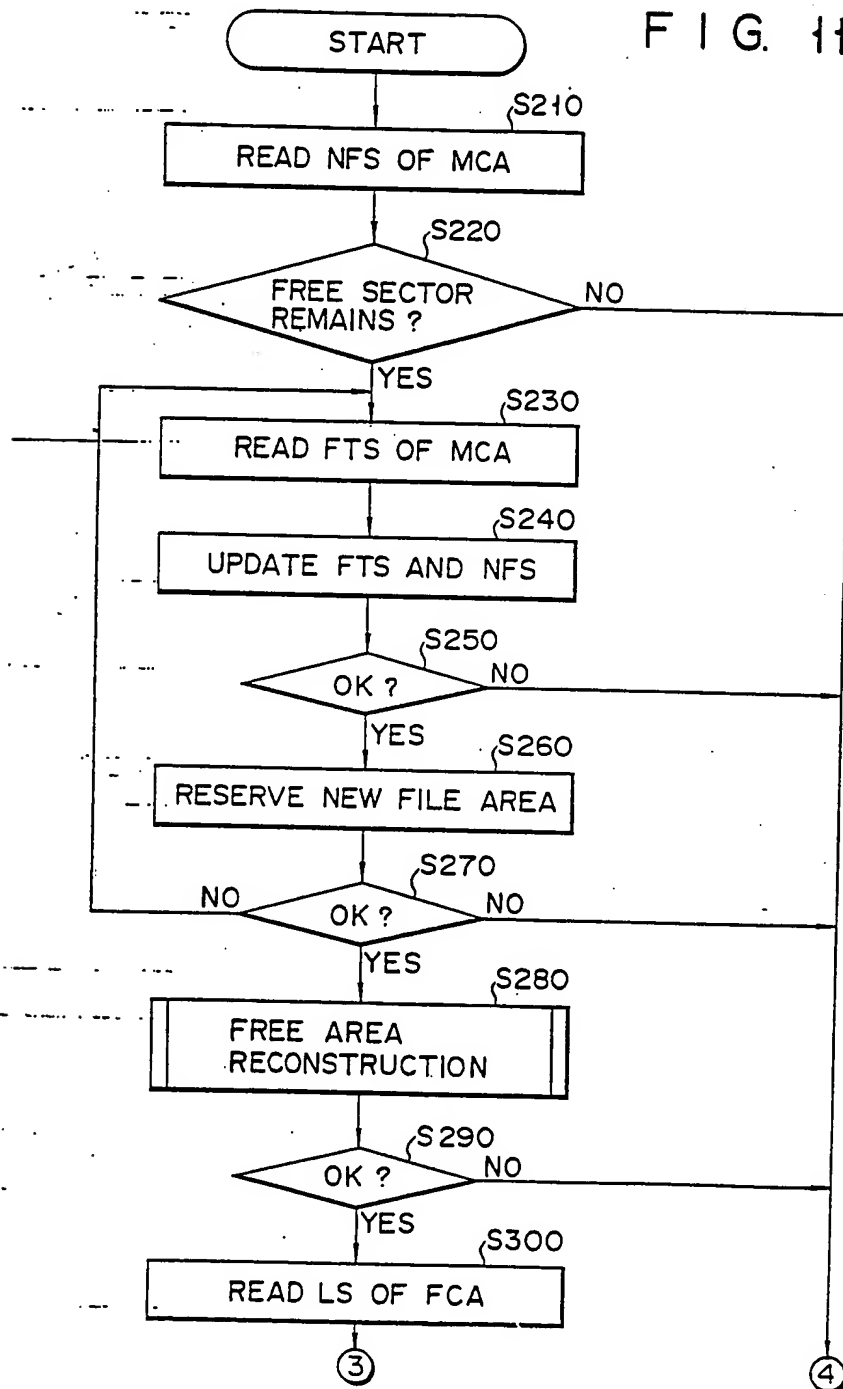 START
FIG. 11
S210
READ NFS OF MCA
S220
FREE SECTOR
REMAINS ?
NO
YES
S230
READ FTS OF MCA
S240
UPDATE FTS AND NFS
S250
OK ?
NO
YES
S260
RESERVE NEW FILE AREA
S270
NO
OK ?
NO
YES
S280
FREE AREA
RECONSTRUCTION
S290
OK ?
NO
YES
S300
READ LS OF FCA
3
4